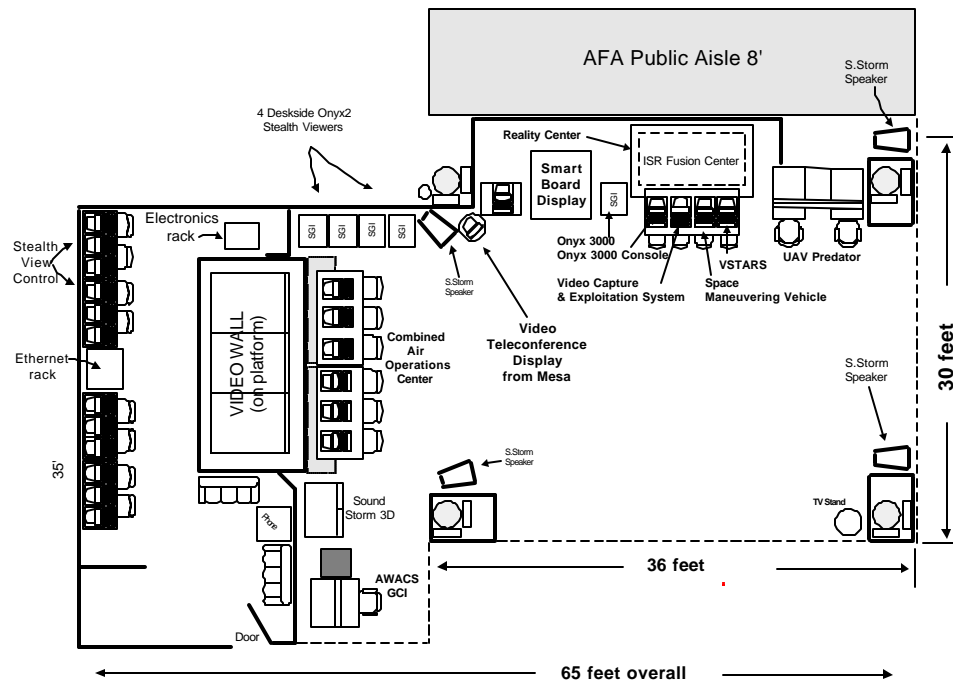 AFA Public Aisle 8'
S.Storm
Speaker
4 Deskside Onyx2
Stealth Viewers
Reality Center
ISR Fusion Center
Smart
Board
Display
SGI
Electronics
rack
SGI
SGI
SGI
SGI
Stealth
View
Control
Onyx 3000
Onyx 3000 Console
VSTARS
UAV Predator
S.Storm
Speaker
Video Capture
& Exploitation System
Space
Maneuvering Vehicle
VIDEO WALL
(on platform)
Combined
Air
Operations
Center
Video
Teleconference
Display
from Mesa
Ethernet
rack
S.Storm
Speaker
30 feet
35'
S.Storm
Speaker
Sound
Storm 3D
Phone
TV Stand
36 feet
AWACS
GCI
Door
65 feet overall